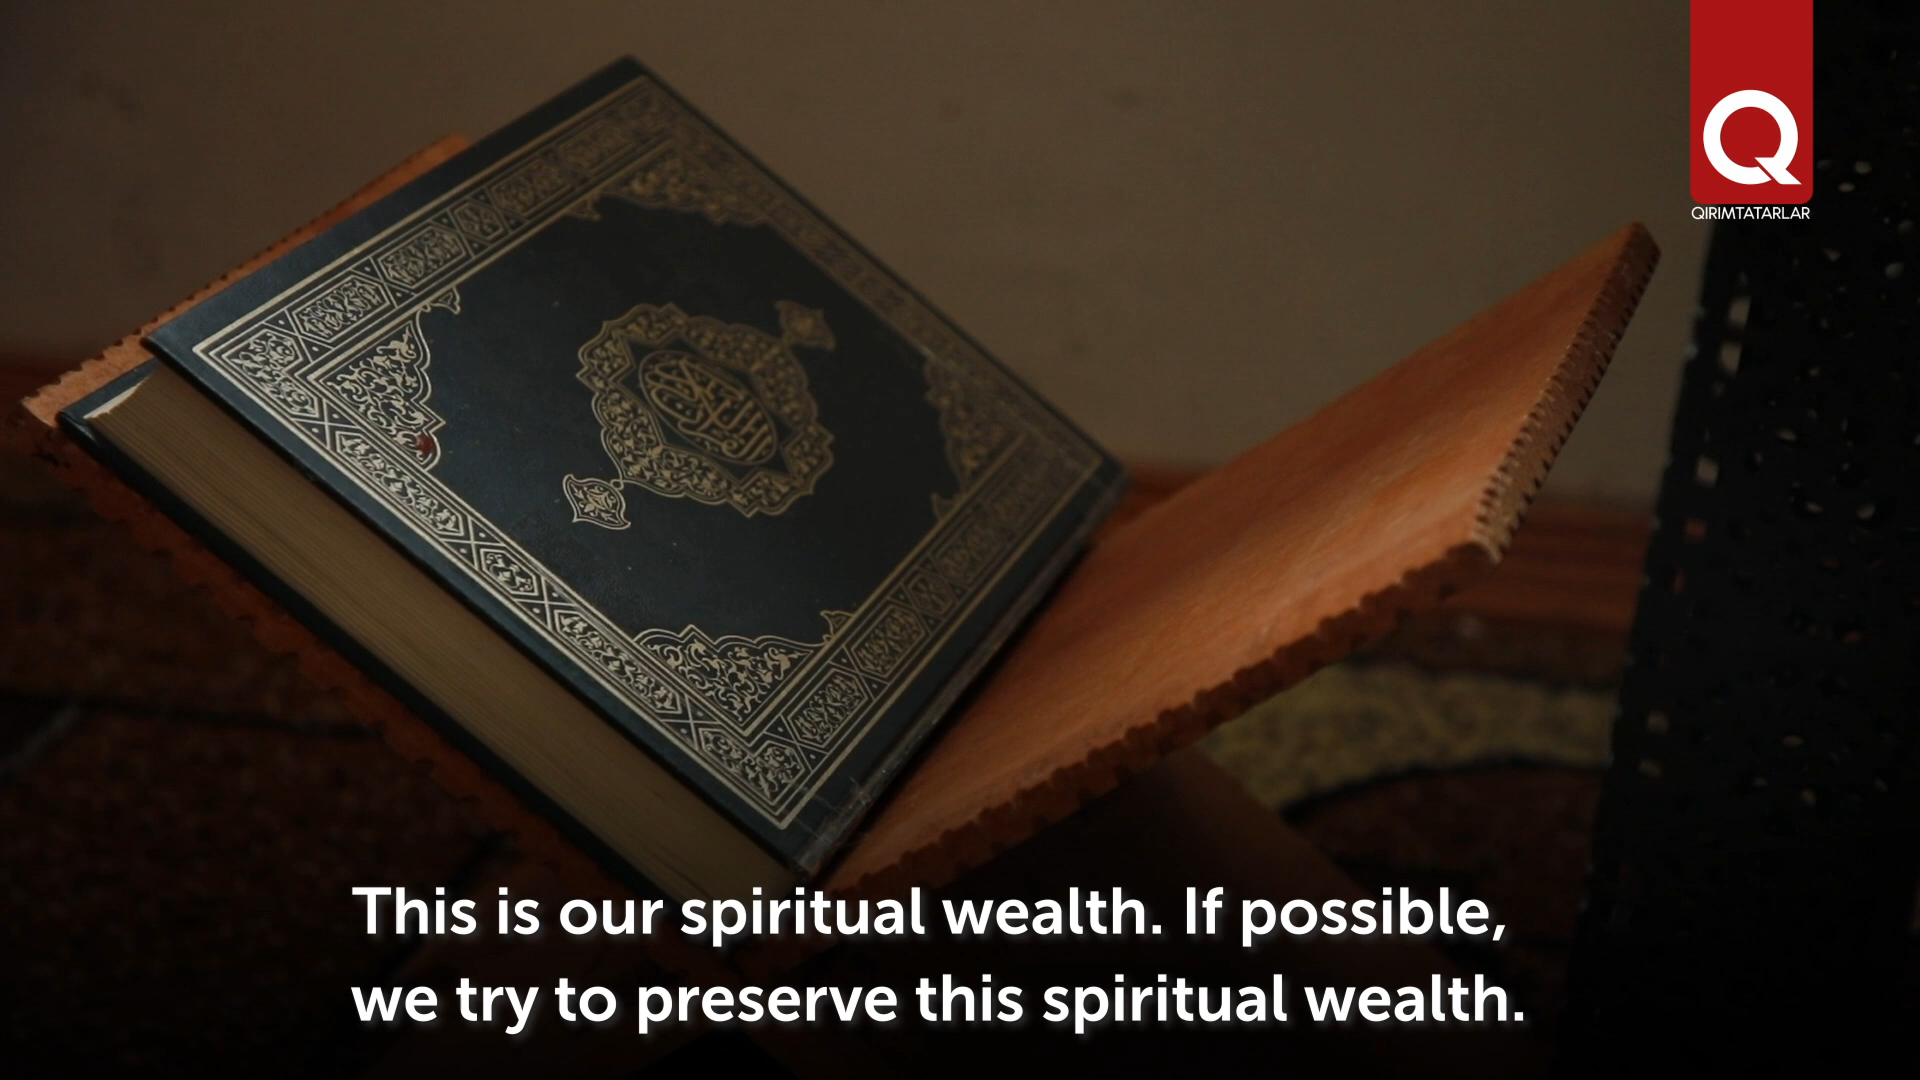 Q
QIRIMTATARLAR
This is our spiritual wealth. If possible,
we try to preserve this spiritual wealth.